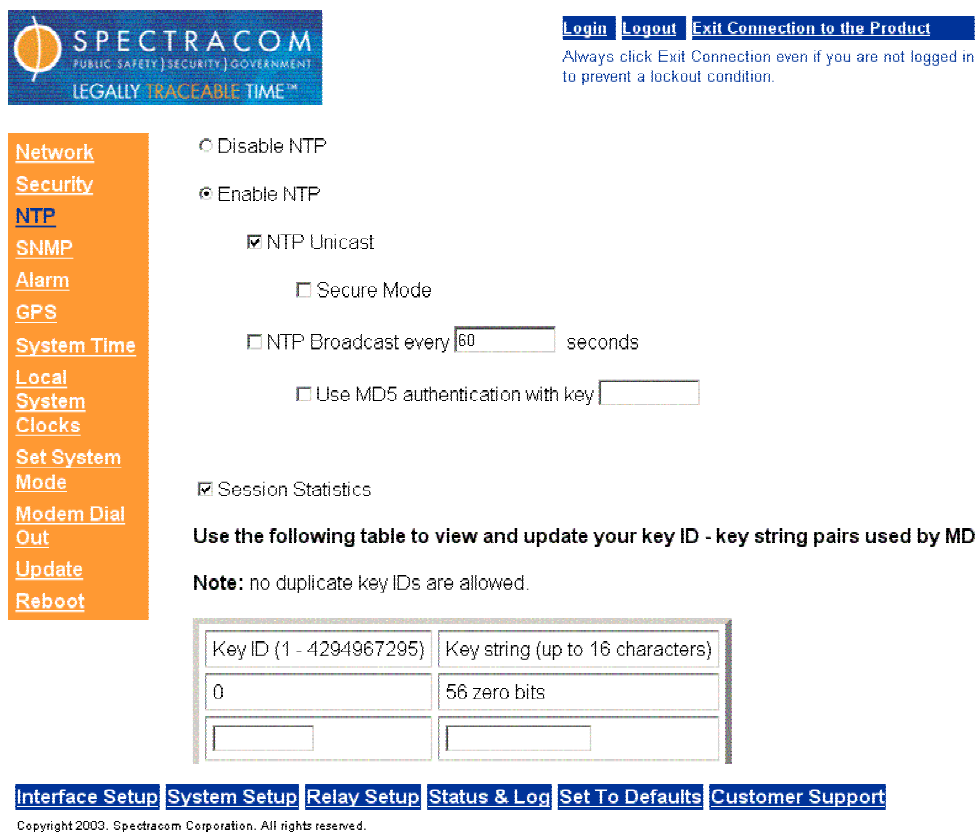 SPECTRACOM
PUBLIC SAFETY } SECURITY } GOVERNMENT
LEGALLY TRACEABLE TIME™
Login Logout Exit Connection to the Product
Always click Exit Connection even if you are not logged in
to prevent a lockout condition.
Network
Security
NTP
SNMP
Alarm
GPS
System Time
Local
System
Clocks
Set System
Mode
Modem Dial
Out
Update
Reboot
Disable NTP
Enable NTP
NTP Unicast
Secure Mode
NTP Broadcast every 60 seconds
Use MD5 authentication with key
Session Statistics
Use the following table to view and update your key ID - key string pairs used by MD
Note: no duplicate key IDs are allowed.
Key ID (1 - 4294967295) Key string (up to 16 characters)
0 56 zero bits
Interface Setup System Setup Relay Setup Status & Log Set To Defaults Customer Support
Copyright 2003. Spectracom Corporation. All rights reserved.